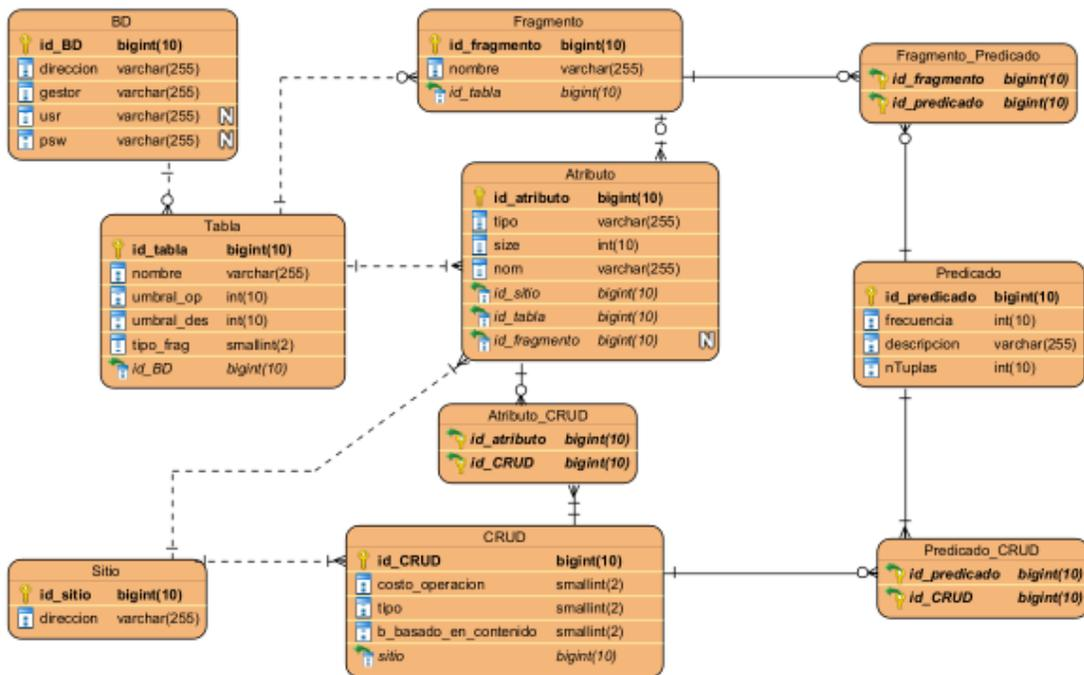 BD
id_BD bigint(10)
direccion varchar(255)
gestor varchar(255)
usr varchar(255) N
psw varchar(255) N
Fragmento
id_fragmento bigint(10)
nombre varchar(255)
id_tabla bigint(10)
Fragmento_Predicado
id_fragmento bigint(10)
id_predicado bigint(10)
Tabla
id_tabla bigint(10)
nombre varchar(255)
umbral_op int(10)
umbral_des int(10)
tipo_frag smallint(2)
id_BD bigint(10)
Atributo
id_atributo bigint(10)
tipo varchar(255)
size int(10)
nom varchar(255)
id_sitio bigint(10)
id_tabla bigint(10)
id_fragmento bigint(10) N
Predicado
id_predicado bigint(10)
frecuencia int(10)
descripcion varchar(255)
nTuplas int(10)
Atributo_CRUD
id_atributo bigint(10)
id_CRUD bigint(10)
Sitio
id_sitio bigint(10)
direccion varchar(255)
CRUD
id_CRUD bigint(10)
costo_operacion smallint(2)
tipo smallint(2)
b_basado_en_contenido smallint(2)
sitio bigint(10)
Predicado_CRUD
id_predicado bigint(10)
id_CRUD bigint(10)